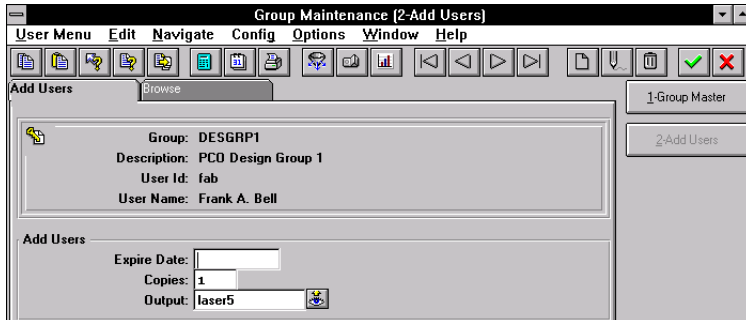 Group Maintenance (2-Add Users)
User Menu Edit Navigate Config Options Window Help
Add Users Browse
1-Group Master
2-Add Users
Group: DESGRP1
Description: PCO Design Group 1
User Id: fab
User Name: Frank A. Bell
Add Users
Expire Date:
Copies: 1
Output: laser5